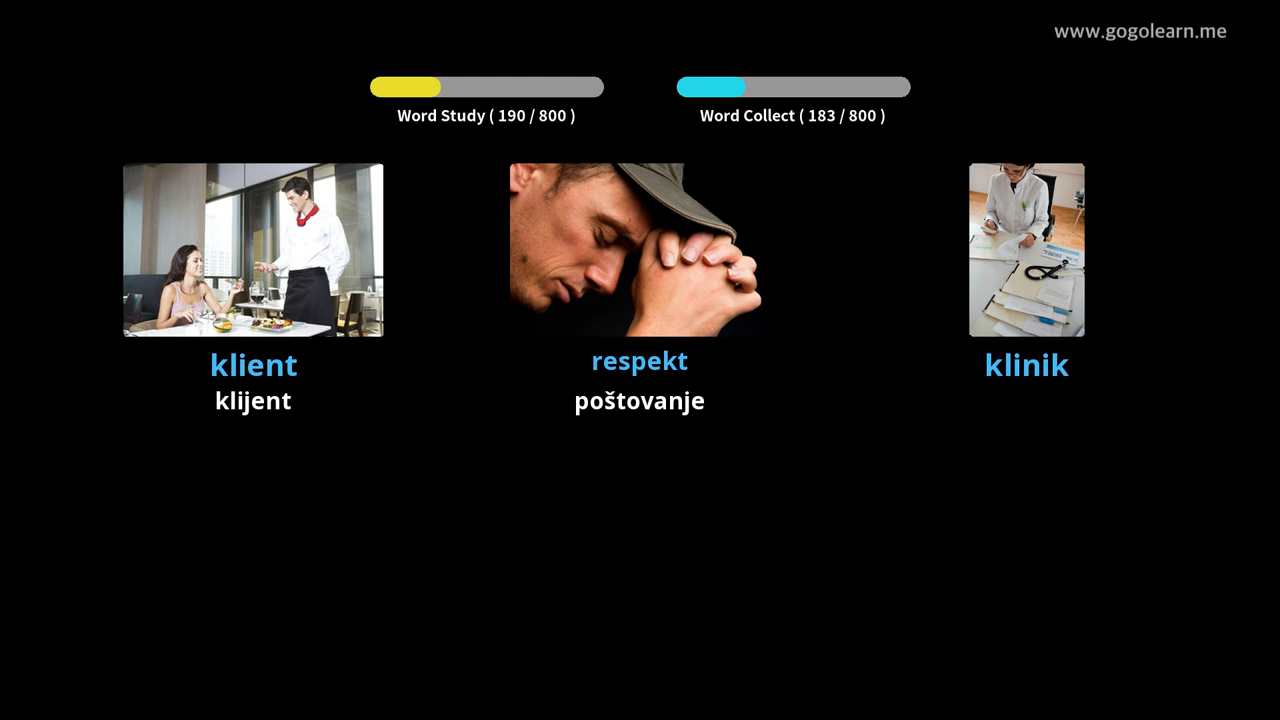 www.gogolearn.me
Word Study ( 190 / 800 )
Word Collect ( 183 / 800 )
klient
klijent
respekt
poštovanje
klinik